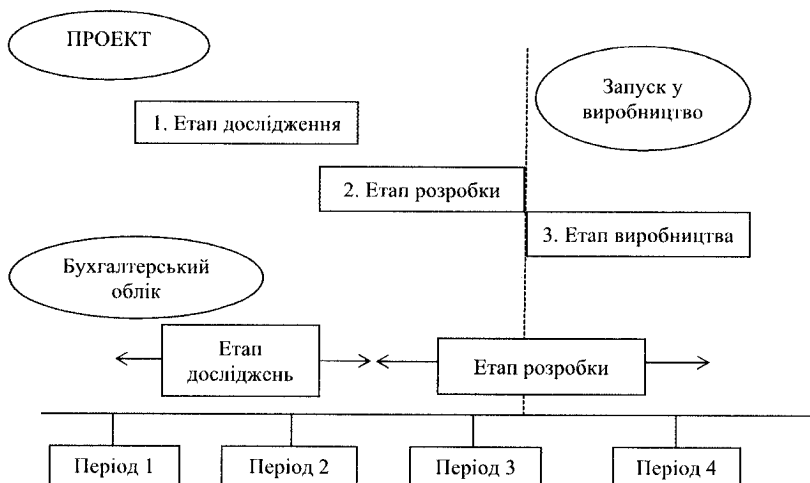 ПРОЕКТ
Запуск у
виробництво
1. Етап дослідження
2. Етап розробки
3. Етап виробництва
Бухгалтерський
облік
Етап
досліджень
Етап розробки
Період 1
Період 2
Період 3
Період 4